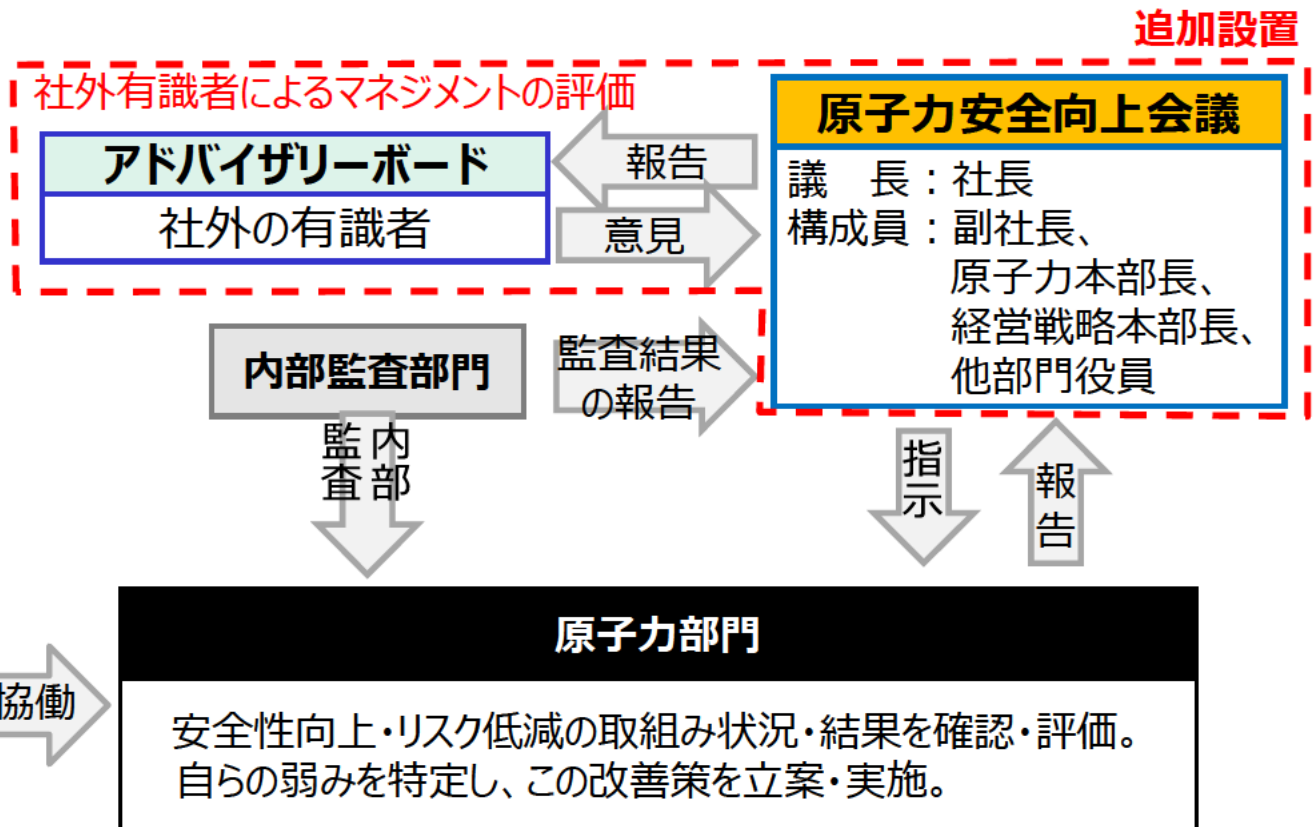 追加設置
社外有識者によるマネジメントの評価
アドバイザリーボード
社外の有識者
報告
意見
原子力安全向上会議
議　長：社長
構成員：副社長、
原子力本部長、
経営戦略本部長、
他部門役員
内部監査部門
監査結果
の報告
内部
監査
指示
報告
協働
原子力部門
安全性向上・リスク低減の取組み状況・結果を確認・評価。
自らの弱みを特定し、この改善策を立案・実施。